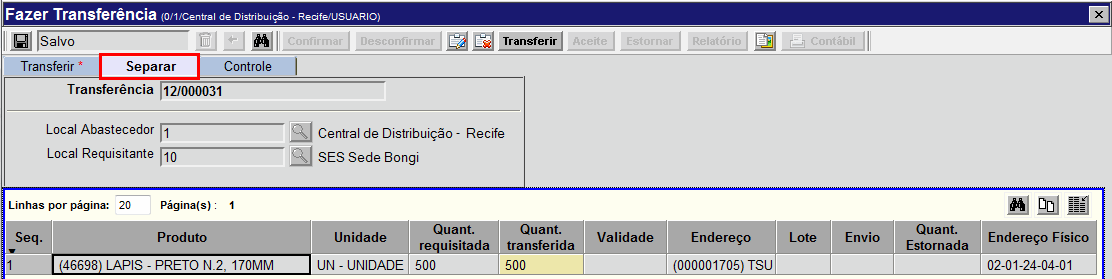 Fazer Transferência (0/1/Central de Distribuição - Recife/USUARIO)
Salvo Confirmar Desconfirmar Transferir Aceite Estornar Relatório Contábil
Transferir * Separar Controle
Transferência 12/000031
Local Abastecedor 1 Central de Distribuição - Recife
Local Requisitante 10 SES Sede Bongi
Linhas por página: 20 Página(s) : 1
Seq. Produto Unidade Quant. requisitada Quant. transferida Validade Endereço Lote Envio Quant. Estornada Endereço Físico
1 (46698) LAPIS - PRETO N.2, 170MM UN - UNIDADE 500 500 (000001705) TSU 02-01-24-04-01